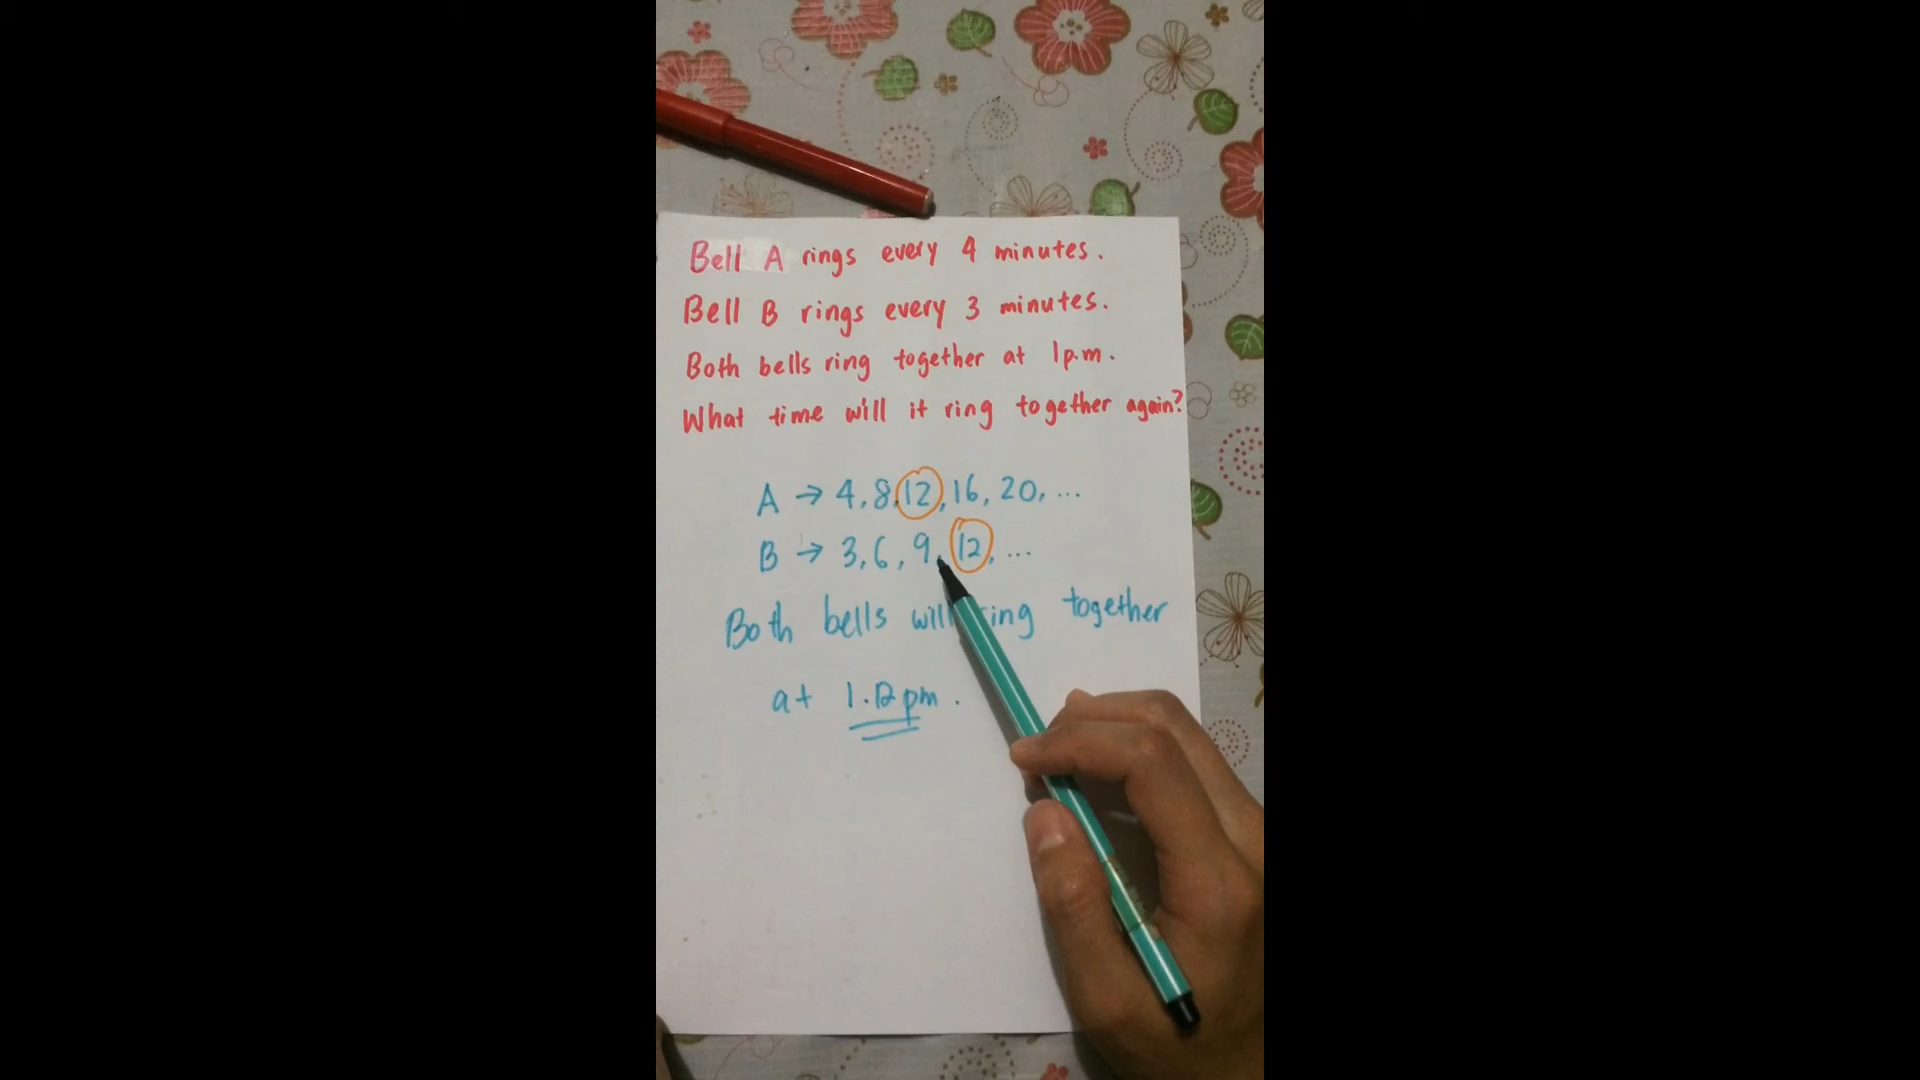 Bell A rings every 4 minutes.
Bell B rings every 3 minutes.
Both bells ring together at 1p.m.
What time will it ring together again?
A → 4, 8, 12, 16, 20, ...
B → 3, 6, 9, 12, ...
Both bells will ring together
at 1.12pm.